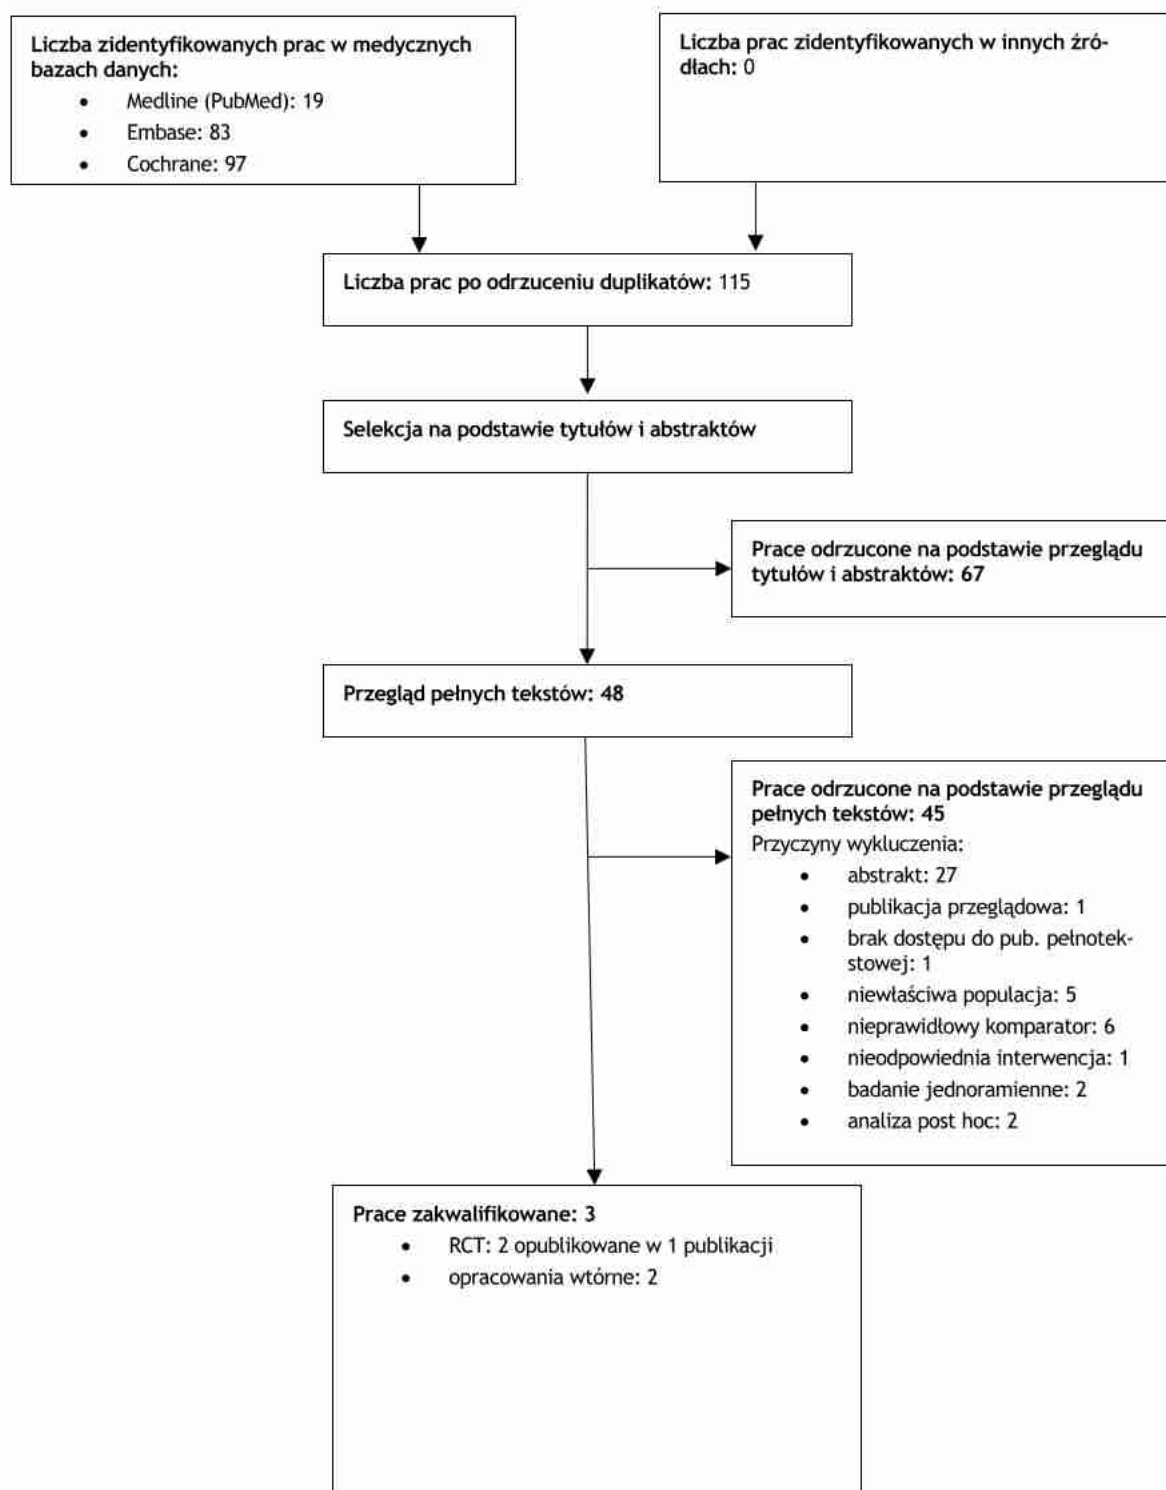 Liczba zidentyfikowanych prac w medycznych
bazach danych:
• Medline (PubMed): 19
• Embase: 83
• Cochrane: 97
Liczba prac zidentyfikowanych w innych źró-
dłach: 0
Liczba prac po odrzuceniu duplikatów: 115
Selekcja na podstawie tytułów i abstraktów
Prace odrzucone na podstawie przeglądu
tytułów i abstraktów: 67
Przegląd pełnych tekstów: 48
Prace odrzucone na podstawie przeglądu
pełnych tekstów: 45
Przyczyny wykluczenia:
• abstrakt: 27
• publikacja przeglądowa: 1
• brak dostępu do pub. pełnotek-
stowej: 1
• niewłaściwa populacja: 5
• nieprawidłowy komparator: 6
• nieodpowiednia interwencja: 1
• badanie jednoramienne: 2
• analiza post hoc: 2
Prace zakwalifikowane: 3
• RCT: 2 opublikowane w 1 publikacji
• opracowania wtórne: 2